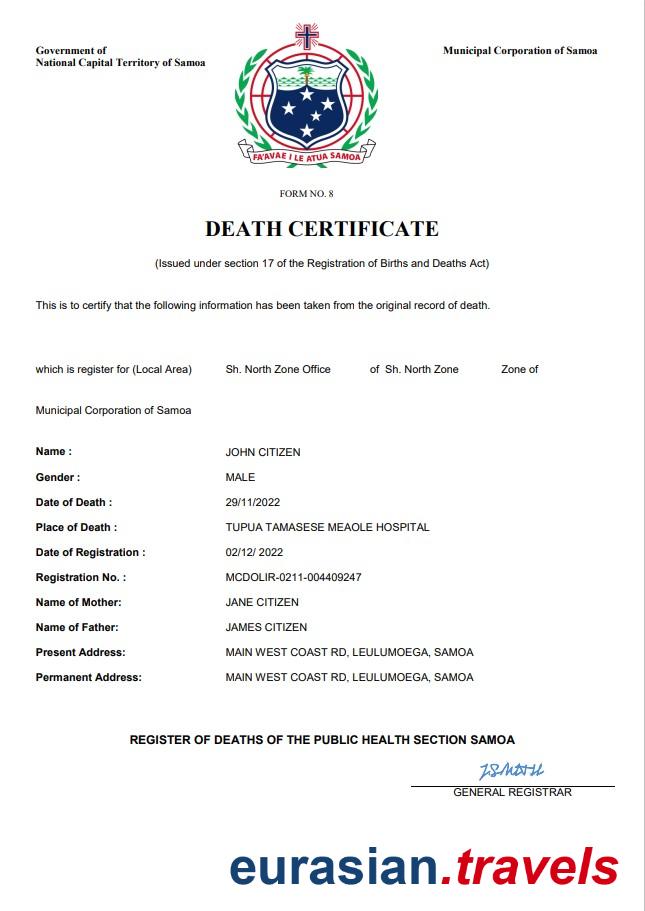 Government of
National Capital Territory of Samoa
Municipal Corporation of Samoa
FA'AVAE I LE ATUA SAMOA
FORM NO. 8
DEATH CERTIFICATE
(Issued under section 17 of the Registration of Births and Deaths Act)
This is to certify that the following information has been taken from the original record of death.
which is register for (Local Area) Sh. North Zone Office of Sh. North Zone Zone of
Municipal Corporation of Samoa
Name : JOHN CITIZEN
Gender : MALE
Date of Death : 29/11/2022
Place of Death : TUPUA TAMASESE MEAOLE HOSPITAL
Date of Registration : 02/12/ 2022
Registration No. : MCDOLIR-0211-004409247
Name of Mother: JANE CITIZEN
Name of Father: JAMES CITIZEN
Present Address: MAIN WEST COAST RD, LEULUMOEGA, SAMOA
Permanent Address: MAIN WEST COAST RD, LEULUMOEGA, SAMOA
REGISTER OF DEATHS OF THE PUBLIC HEALTH SECTION SAMOA
GENERAL REGISTRAR
eurasian.travels